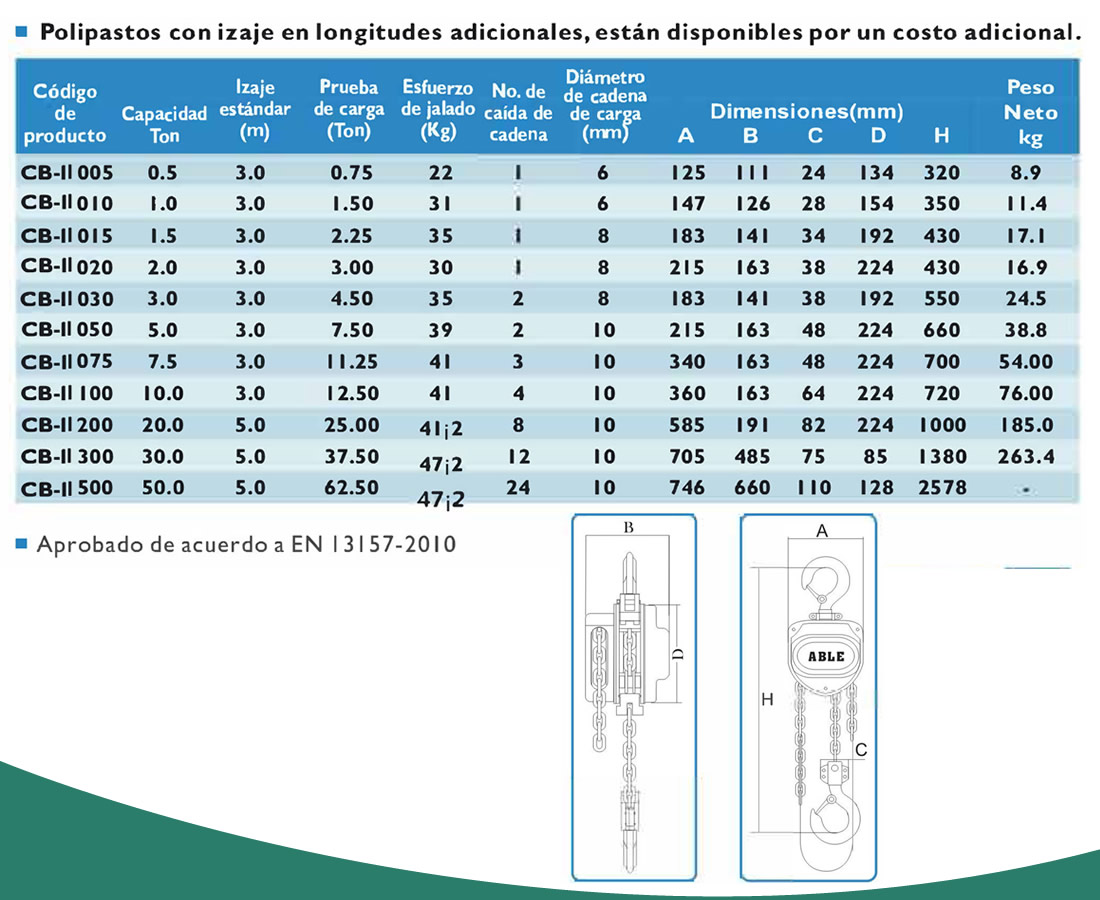 Polipastos con izaje en longitudes adicionales, están disponibles por un costo adicional.
Código de producto Capacidad Ton Izaje estándar (m) Prueba de carga (Ton) Esfuerzo de jalado (Kg) No. de caída de cadena Diámetro de cadena de carga (mm) Dimensiones(mm) A B C D H Peso Neto kg
CB-II 005 0.5 3.0 0.75 22 1 6 125 111 24 134 320 8.9
CB-II 010 1.0 3.0 1.50 31 1 6 147 126 28 154 350 11.4
CB-II 015 1.5 3.0 2.25 35 1 8 183 141 34 192 430 17.1
CB-II 020 2.0 3.0 3.00 30 1 8 215 163 38 224 430 16.9
CB-II 030 3.0 3.0 4.50 35 2 8 183 141 38 192 550 24.5
CB-II 050 5.0 3.0 7.50 39 2 10 215 163 48 224 660 38.8
CB-II 075 7.5 3.0 11.25 41 3 10 340 163 48 224 700 54.00
CB-II 100 10.0 3.0 12.50 41 4 10 360 163 64 224 720 76.00
CB-II 200 20.0 5.0 25.00 41¡2 8 10 585 191 82 224 1000 185.0
CB-II 300 30.0 5.0 37.50 47¡2 12 10 705 485 75 85 1380 263.4
CB-II 500 50.0 5.0 62.50 47¡2 24 10 746 660 110 128 2578 -
Aprobado de acuerdo a EN 13157-2010
B
D
A
ABLE
H
C